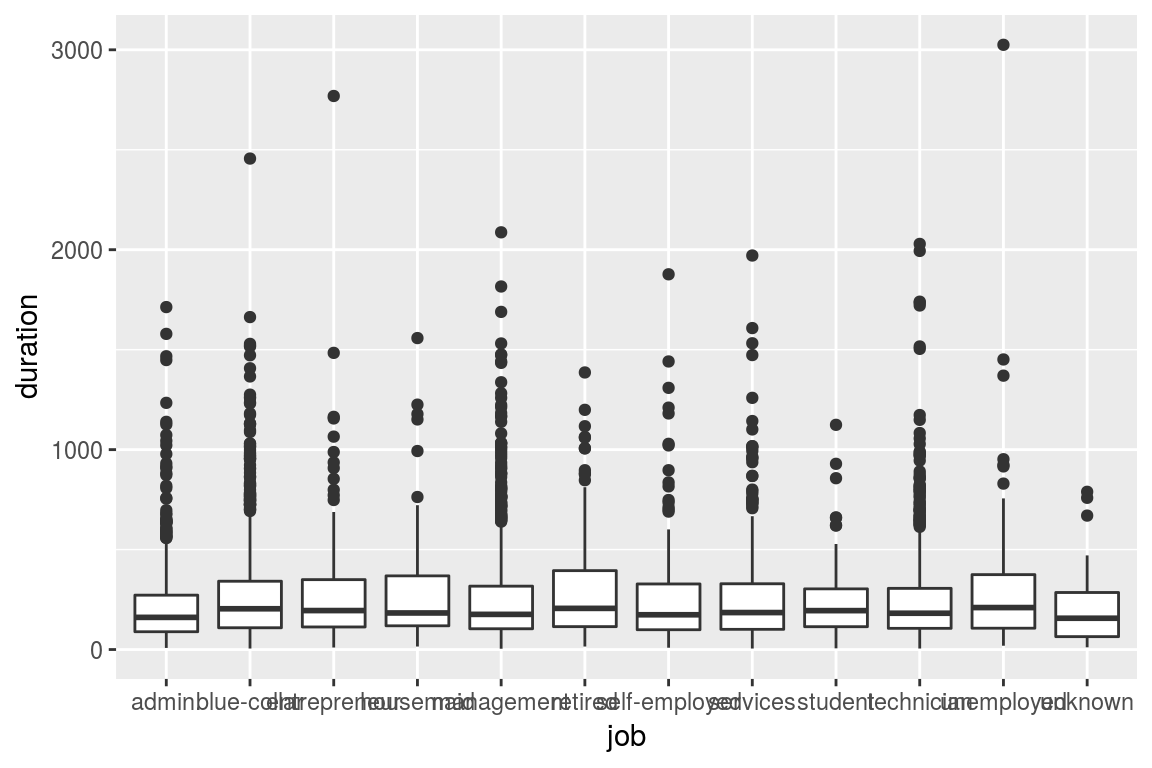 3000
2000
duration
1000
0
admin. blue-collar entrepreneur housemaid management retired self-employed services student technician unemployed unknown
job